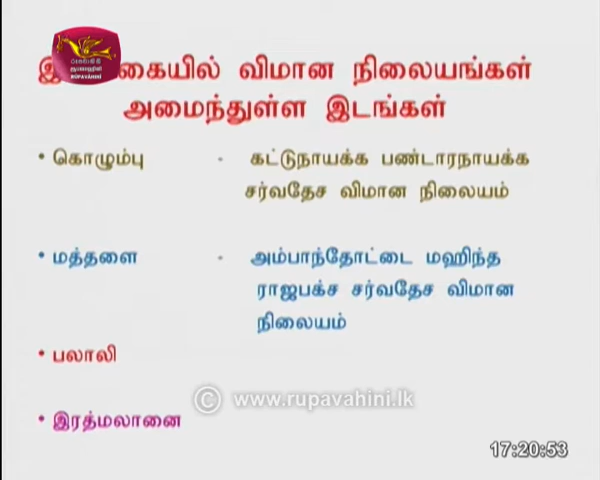 விமான நிலையங்கள்
அமைந்துள்ள இடங்கள்
• கொழும்பு - கட்டுநாயக்க பண்டாரநாயக்க
சர்வதேச விமான நிலையம்
• மத்தளை - அம்பாந்தோட்டை மஹிந்த
ராஜபக்ச சர்வதேச விமான
நிலையம்
• பலாலி
© www.rupavahini.lk
• இரத்மலானை
17:20:53
RUPAVAHINI